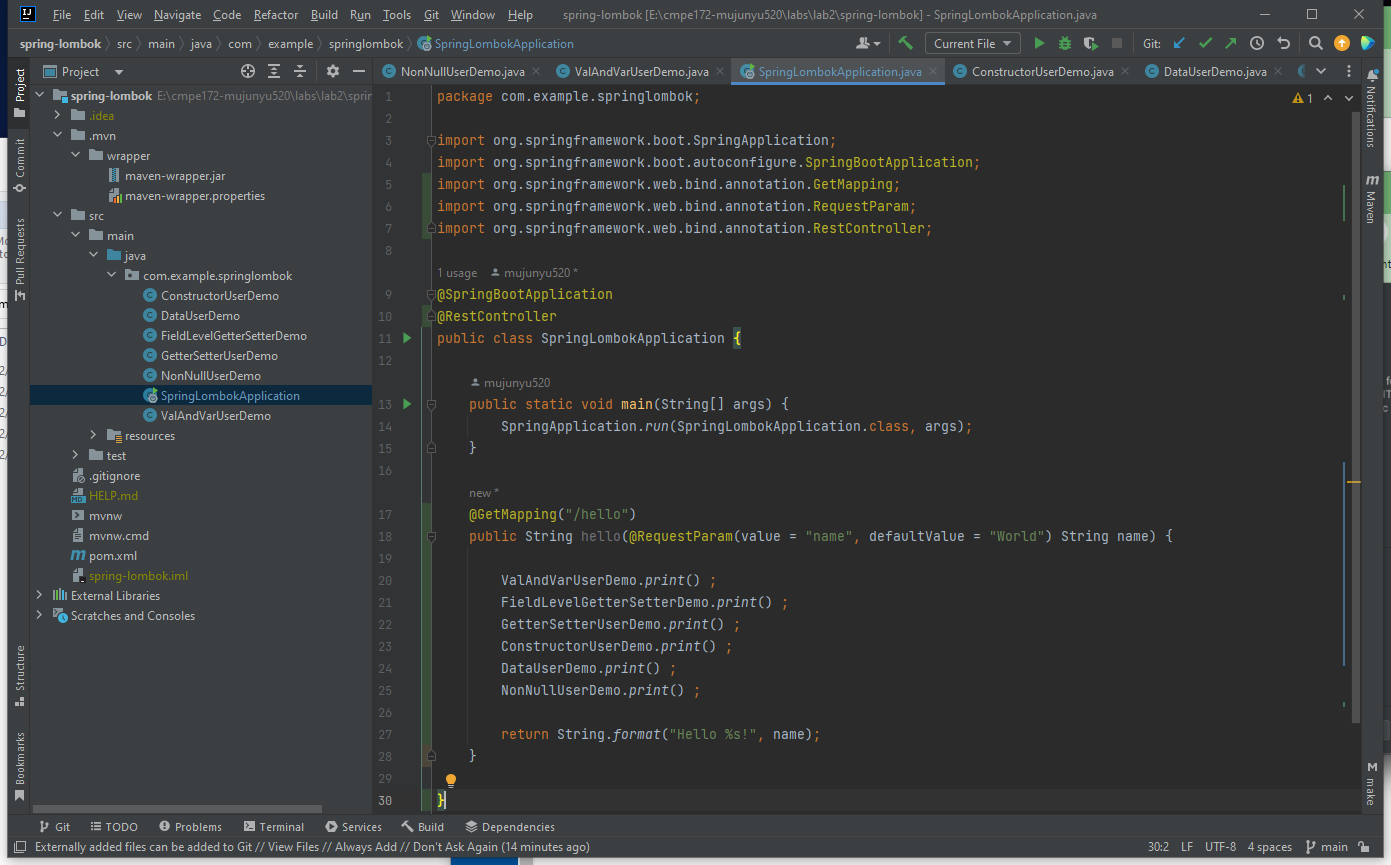 File Edit View Navigate Code Refactor Build Run Tools Git Window Help spring-lombok [E:\cmpe172-mujunyu520\labs\lab2\spring-lombok] - SpringLombokApplication.java
spring-lombok src main java com example springlombok SpringLombokApplication Current File Git:
Project
NonNullUserDemo.java ValAndVarUserDemo.java SpringLombokApplication.java ConstructorUserDemo.java DataUserDemo.java
Project
Commit
Pull Requests
Structure
Bookmarks
spring-lombok E:\cmpe172-mujunyu520\labs\lab2\sprin
.idea
.mvn
wrapper
maven-wrapper.jar
maven-wrapper.properties
src
main
java
com.example.springlombok
ConstructorUserDemo
DataUserDemo
FieldLevelGetterSetterDemo
GetterSetterUserDemo
NonNullUserDemo
SpringLombokApplication
ValAndVarUserDemo
resources
test
.gitignore
HELP.md
mvnw
mvnw.cmd
pom.xml
spring-lombok.iml
External Libraries
Scratches and Consoles
1 package com.example.springlombok;
1
2
3 import org.springframework.boot.SpringApplication;
4 import org.springframework.boot.autoconfigure.SpringBootApplication;
5 import org.springframework.web.bind.annotation.GetMapping;
6 import org.springframework.web.bind.annotation.RequestParam;
7 import org.springframework.web.bind.annotation.RestController;
8
1 usage mujunyu520 *
9 @SpringBootApplication
10 @RestController
11 public class SpringLombokApplication {
12
mujunyu520
13 public static void main(String[] args) {
14 SpringApplication.run(SpringLombokApplication.class, args);
15 }
16
new *
17 @GetMapping("/hello")
18 public String hello(@RequestParam(value = "name", defaultValue = "World") String name) {
19
20 ValAndVarUserDemo.print() ;
21 FieldLevelGetterSetterDemo.print() ;
22 GetterSetterUserDemo.print() ;
23 ConstructorUserDemo.print() ;
24 DataUserDemo.print() ;
25 NonNullUserDemo.print() ;
26
27 return String.format("Hello %s!", name);
28 }
29
30 }
Notifications
Maven
make
Git TODO Problems Terminal Services Build Dependencies
Externally added files can be added to Git // View Files // Always Add // Don't Ask Again (14 minutes ago) 30:2 LF UTF-8 4 spaces main